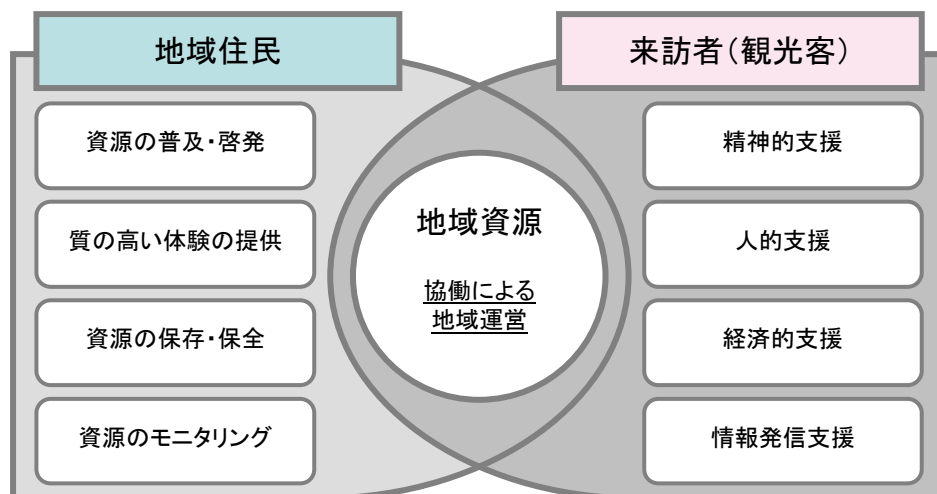 地域住民
来訪者(観光客)
資源の普及・啓発
質の高い体験の提供
資源の保存・保全
資源のモニタリング
地域資源
協働による
地域運営
精神的支援
人的支援
経済的支援
情報発信支援